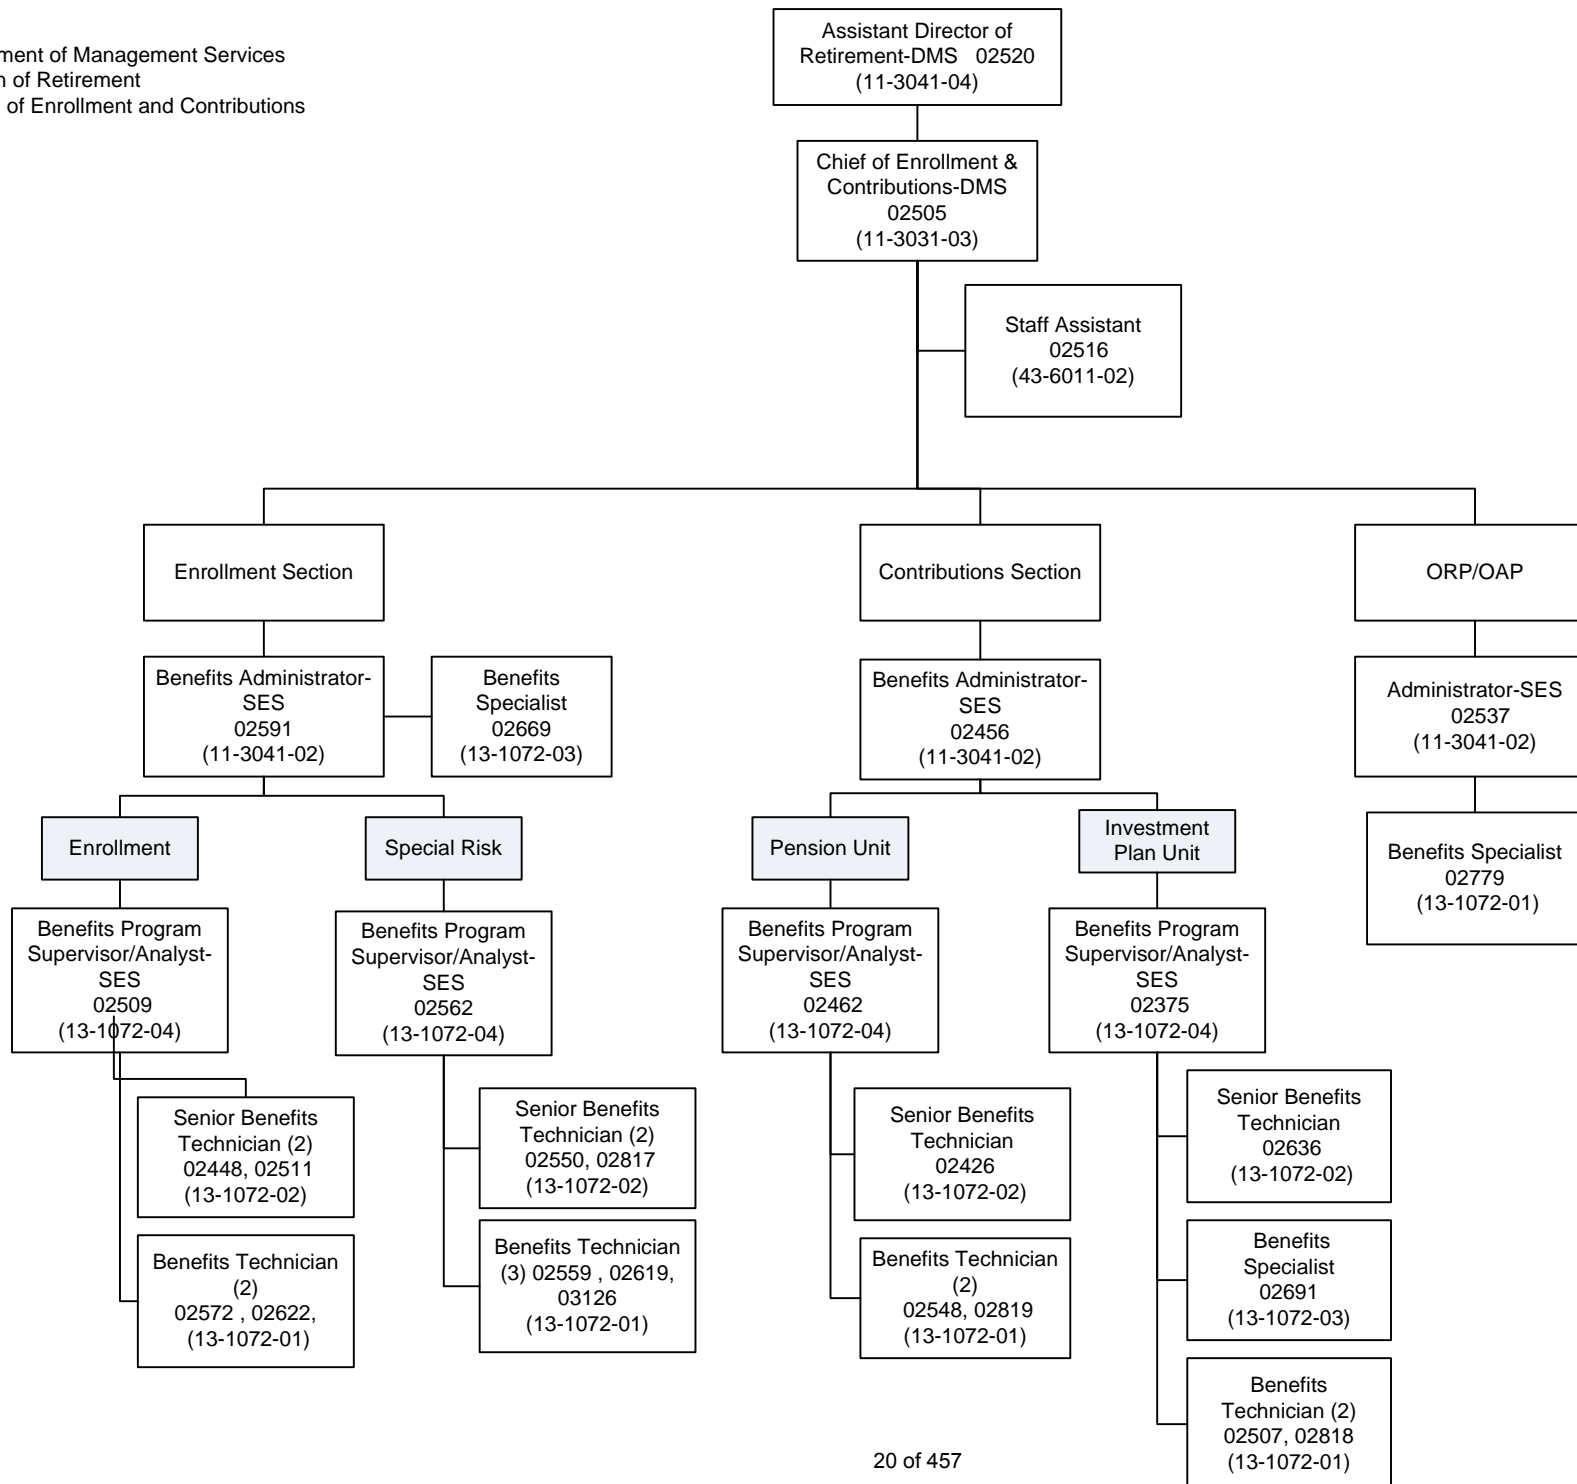 ment of Management Services
n of Retirement
of Enrollment and Contributions
Assistant Director of
Retirement-DMS 02520
(11-3041-04)
Chief of Enrollment &
Contributions-DMS
02505
(11-3031-03)
Staff Assistant
02516
(43-6011-02)
Enrollment Section
Contributions Section
ORP/OAP
Benefits Administrator-
SES
02591
(11-3041-02)
Benefits
Specialist
02669
(13-1072-03)
Benefits Administrator-
SES
02456
(11-3041-02)
Administrator-SES
02537
(11-3041-02)
Enrollment
Special Risk
Pension Unit
Investment
Plan Unit
Benefits Specialist
02779
(13-1072-01)
Benefits Program
Supervisor/Analyst-
SES
02509
(13-1072-04)
Benefits Program
Supervisor/Analyst-
SES
02562
(13-1072-04)
Benefits Program
Supervisor/Analyst-
SES
02462
(13-1072-04)
Benefits Program
Supervisor/Analyst-
SES
02375
(13-1072-04)
Senior Benefits
Technician (2)
02448, 02511
(13-1072-02)
Senior Benefits
Technician (2)
02550, 02817
(13-1072-02)
Senior Benefits
Technician
02426
(13-1072-02)
Senior Benefits
Technician
02636
(13-1072-02)
Benefits Technician
(2)
02572 , 02622,
(13-1072-01)
Benefits Technician
(3) 02559 , 02619,
03126
(13-1072-01)
Benefits Technician
(2)
02548, 02819
(13-1072-01)
Benefits
Specialist
02691
(13-1072-03)
Benefits
Technician (2)
02507, 02818
(13-1072-01)
20 of 457